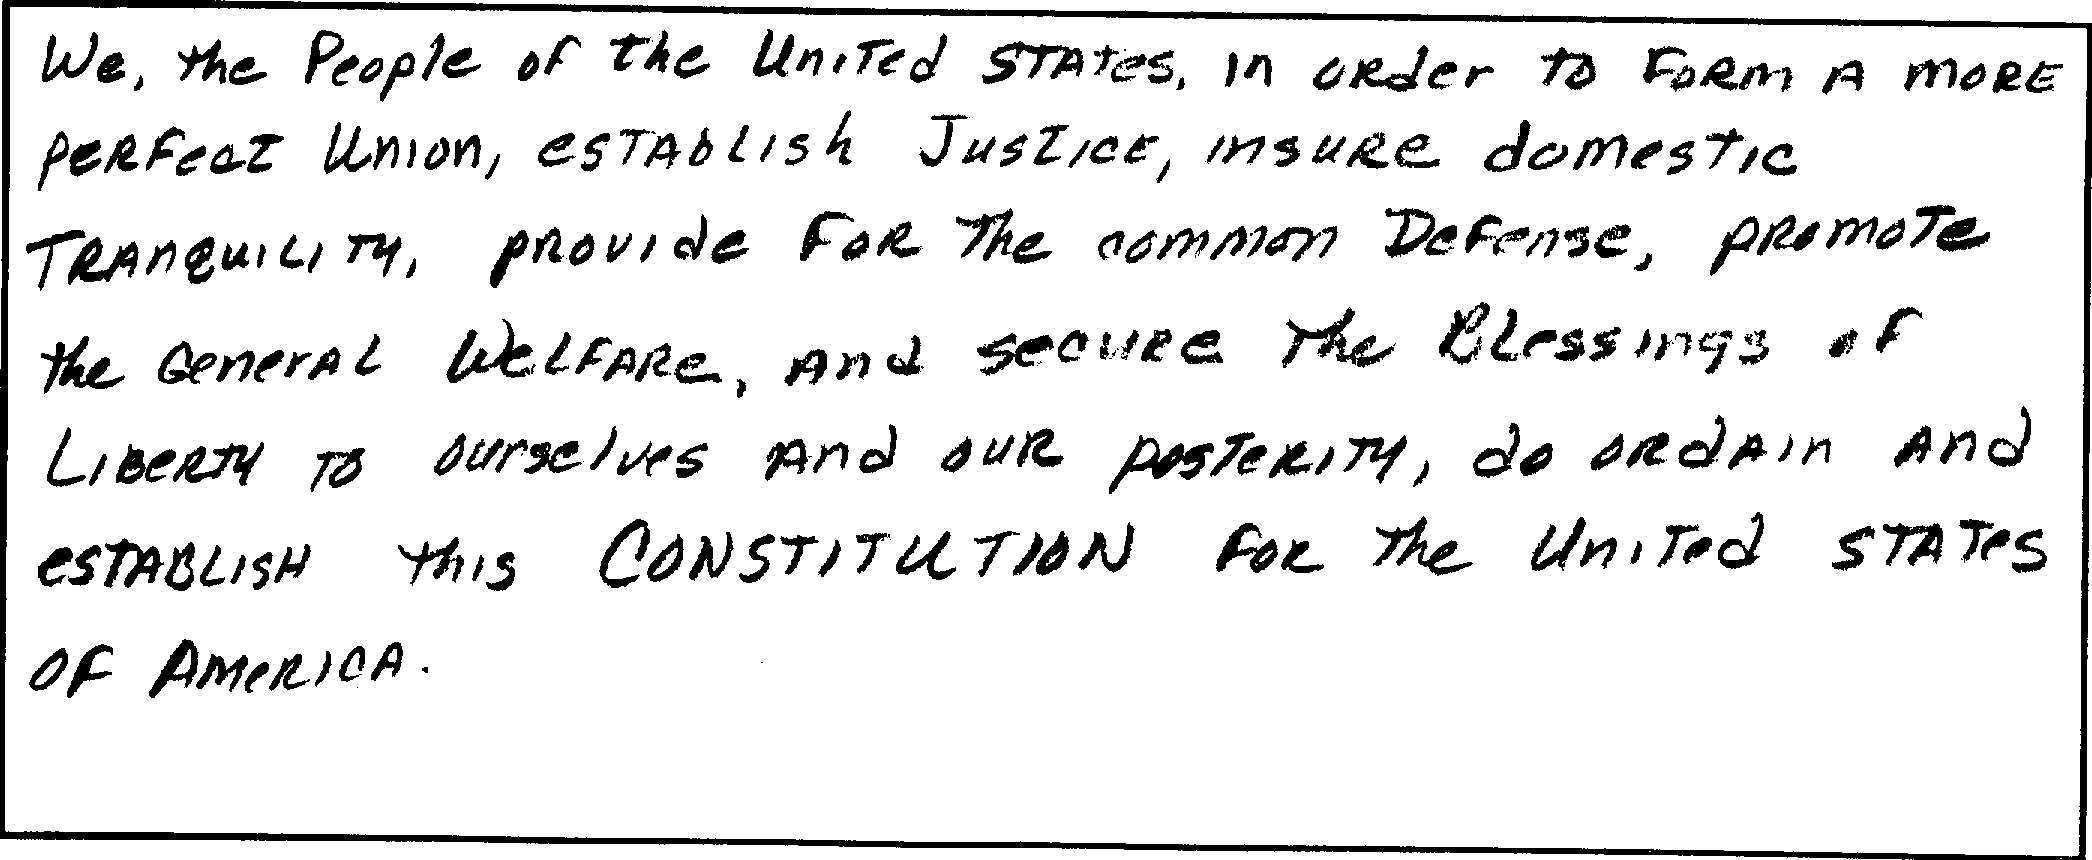 We, the People of the United States, in order to form a more
perfect Union, establish Justice, insure domestic
Tranquility, provide for the common Defense, promote
the General Welfare, and secure the Blessings of
Liberty to ourselves and our posterity, do ordain and
establish this CONSTITUTION for the United States
of America.